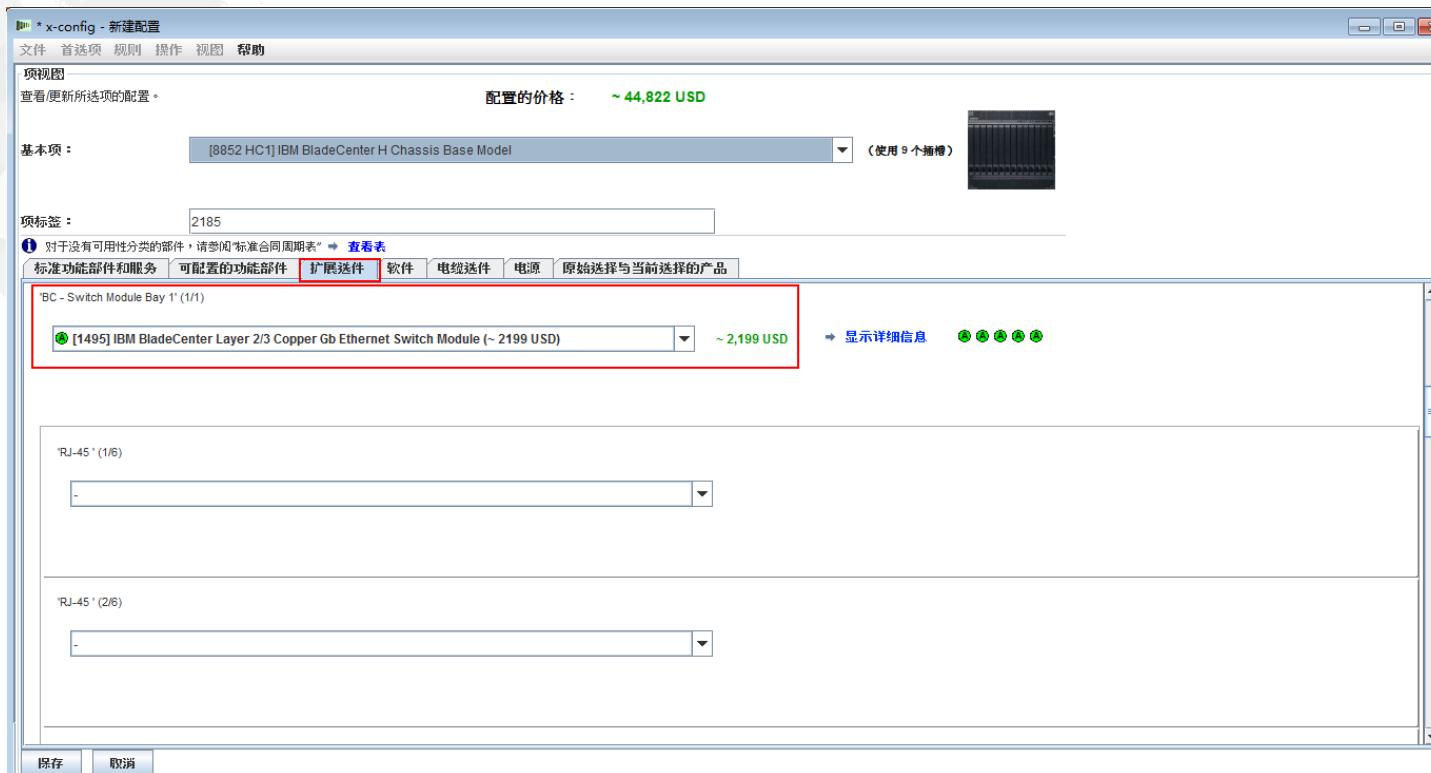 * x-config - 新建配置
文件 首选项 规则 操作 视图 帮助
项视图
查看/更新所选项的配置。 配置的价格： ~ 44,822 USD
基本项： [8852 HC1] IBM BladeCenter H Chassis Base Model （使用 9 个插槽）
项标签： 2185
对于没有可用性分类的部件，请参阅“标准合同周期表” 查看表
标准功能部件和服务 可配置的功能部件 扩展选件 软件 电缆选件 电源 原始选择与当前选择的产品
'BC - Switch Module Bay 1' (1/1)
[1495] IBM BladeCenter Layer 2/3 Copper Gb Ethernet Switch Module (~ 2199 USD) ~ 2,199 USD 显示详细信息 A A A A A
'RJ-45 ' (1/6)
-
'RJ-45 ' (2/6)
-
保存 取消